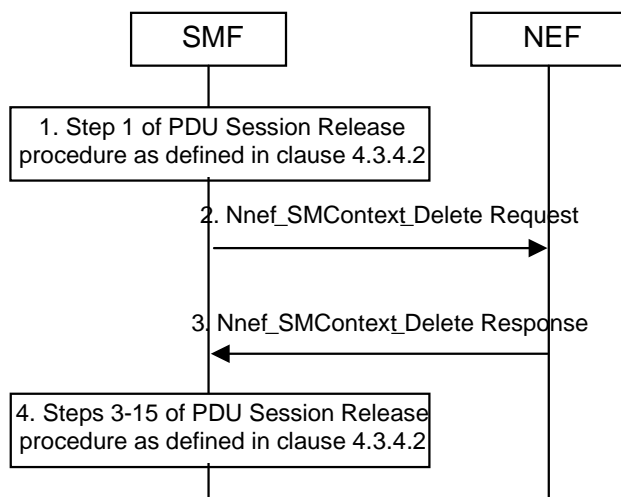 SMF
NEF
1. Step 1 of PDU Session Release
procedure as defined in clause 4.3.4.2
2. Nnef_SMContext_Delete Request
3. Nnef_SMContext_Delete Response
4. Steps 3-15 of PDU Session Release
procedure as defined in clause 4.3.4.2